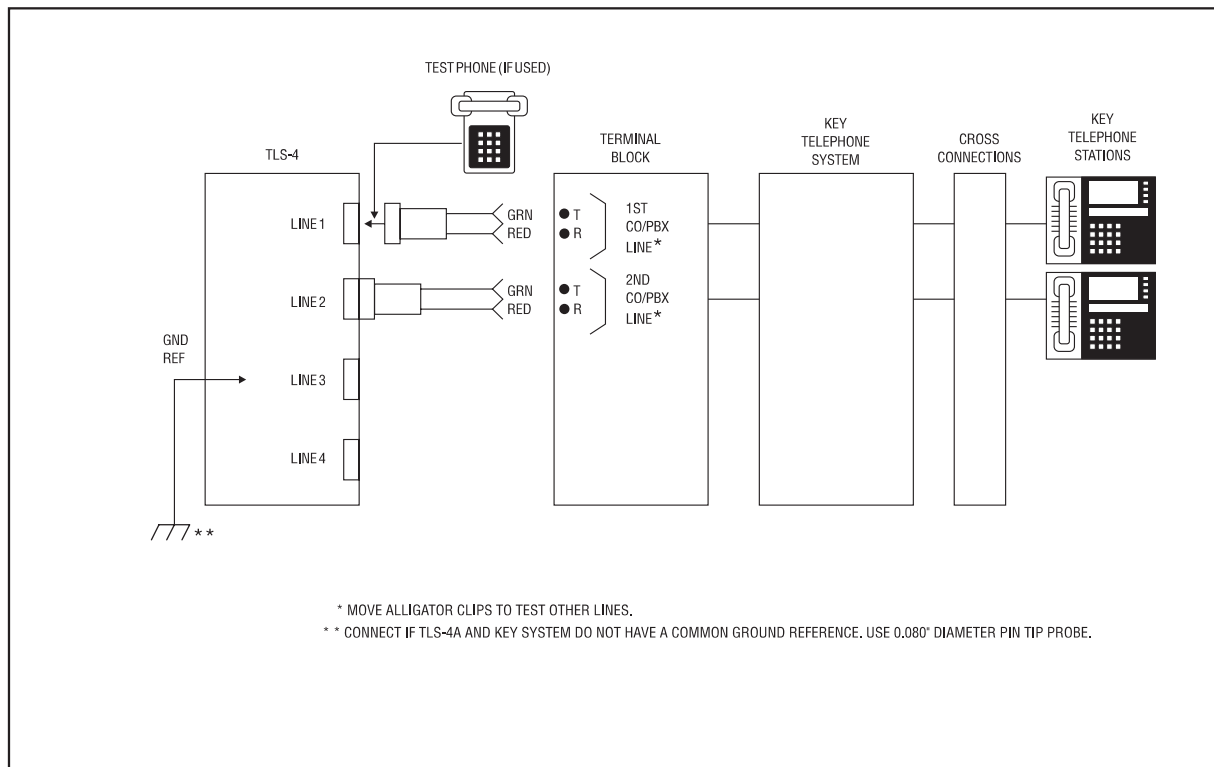 TEST PHONE (IF USED)
TLS-4
TERMINAL
BLOCK
KEY
TELEPHONE
SYSTEM
CROSS
CONNECTIONS
KEY
TELEPHONE
STATIONS
LINE 1
GRN
RED
T
R
1ST
CO/PBX
LINE*
LINE 2
GRN
RED
T
R
2ND
CO/PBX
LINE*
GND
REF
LINE 3
LINE 4
* *
* MOVE ALLIGATOR CLIPS TO TEST OTHER LINES.
* * CONNECT IF TLS-4A AND KEY SYSTEM DO NOT HAVE A COMMON GROUND REFERENCE. USE 0.080" DIAMETER PIN TIP PROBE.